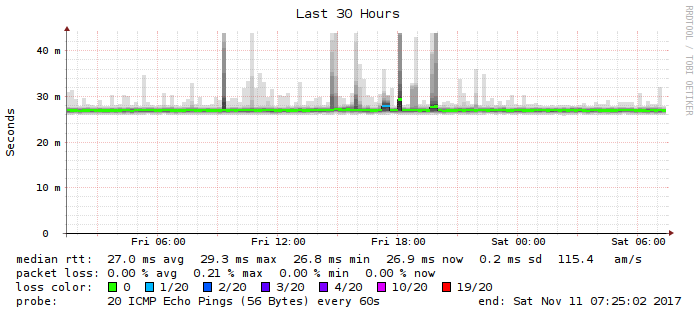 Last 30 Hours
RRDTOOL / TOBI OETIKER
Seconds
40 m
30 m
20 m
10 m
0
Fri 06:00 Fri 12:00 Fri 18:00 Sat 00:00 Sat 06:00
median rtt: 27.0 ms avg 29.3 ms max 26.8 ms min 26.9 ms now 0.2 ms sd 115.4 am/s
packet loss: 0.00 % avg 0.21 % max 0.00 % min 0.00 % now
loss color: 0 1/20 2/20 3/20 4/20 10/20 19/20
probe: 20 ICMP Echo Pings (56 Bytes) every 60s end: Sat Nov 11 07:25:02 2017